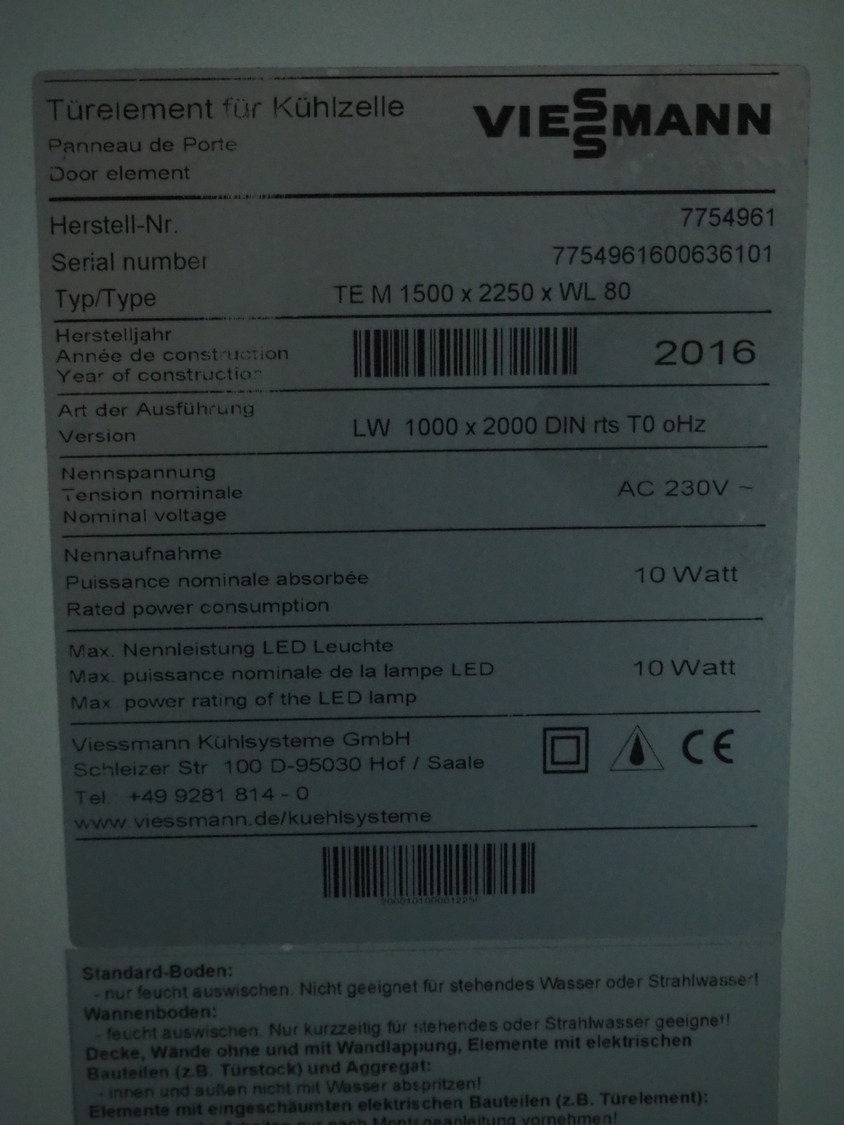 Türelement für Kühlzelle
VIESSMANN
Panneau de Porte
Door element
Herstell-Nr. 7754961
Serial number 7754961600636101
Typ/Type TE M 1500 x 2250 x WL 80
Herstelljahr
Année de construction 2016
Year of construction
Art der Ausführung
Version LW 1000 x 2000 DIN rts T0 oHz
Nennspannung
Tension nominale AC 230V ~
Nominal voltage
Nennaufnahme
Puissance nominale absorbée 10 Watt
Rated power consumption
Max. Nennleistung LED Leuchte
Max. puissance nominale de la lampe LED 10 Watt
Max power rating of the LED lamp
Viessmann Kühlsysteme GmbH CE
Schleizer Str 100 D-95030 Hof / Saale
Tel. +49 9281 814 - 0
www.viessmann.de/kuehlsysteme
Standard-Boden:
- nur feucht auswischen. Nicht geeignet für stehendes Wasser oder Strahlwasser!
Wannenboden:
- feucht auswischen. Nur kurzzeitig für stehendes oder Strahlwasser geeignet!
Decke, Wände ohne und mit Wandlappung, Elemente mit elektrischen
Bauteilen (z.B. Türstock) und Aggregat:
- innen und außen nicht mit Wasser abspritzen!
Elemente mit eingeschäumten elektrischen Bauteilen (z.B. Türelement):
Arbeiten nur nach Montageanleitung vornehmen!